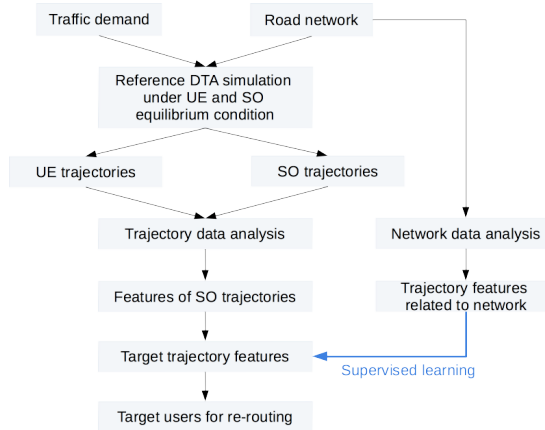 Traffic demand
Road network
Reference DTA simulation
under UE and SO
equilibrium condition
UE trajectories
SO trajectories
Trajectory data analysis
Network data analysis
Features of SO trajectories
Trajectory features
related to network
Target trajectory features
Supervised learning
Target users for re-routing